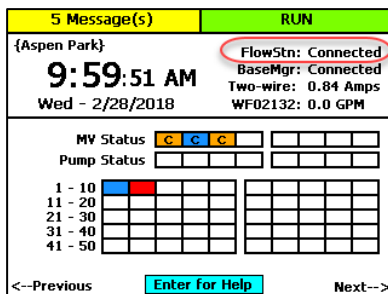 5 Message(s) RUN
{Aspen Park} FlowStn: Connected
9:59:51 AM BaseMgr: Connected
Two-wire: 0.84 Amps
Wed - 2/28/2018 WF02132: 0.0 GPM
MV Status C C C
Pump Status
1 - 10
11 - 20
21 - 30
31 - 40
41 - 50
<--Previous Enter for Help Next-->